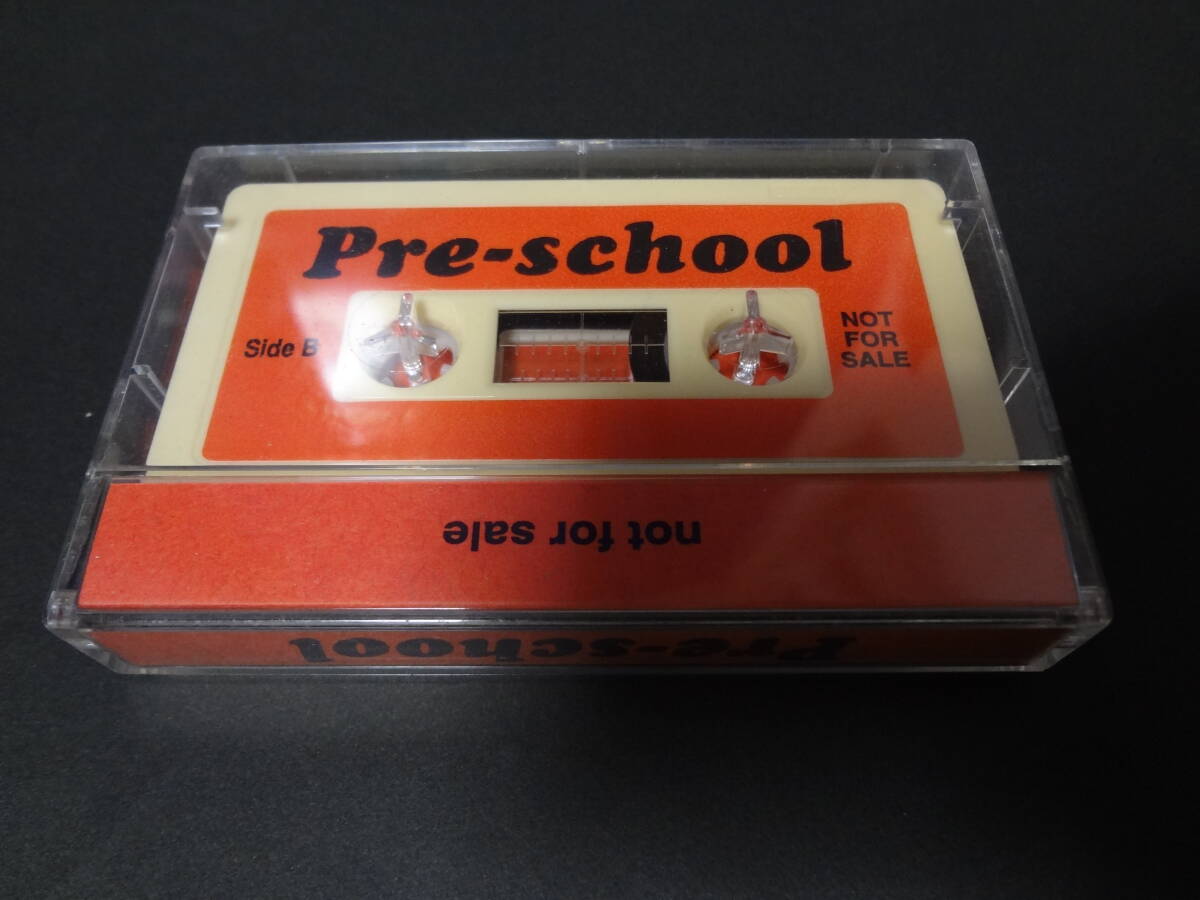 Pre-school
Side B
NOT
FOR
SALE
not for sale
Pre-school